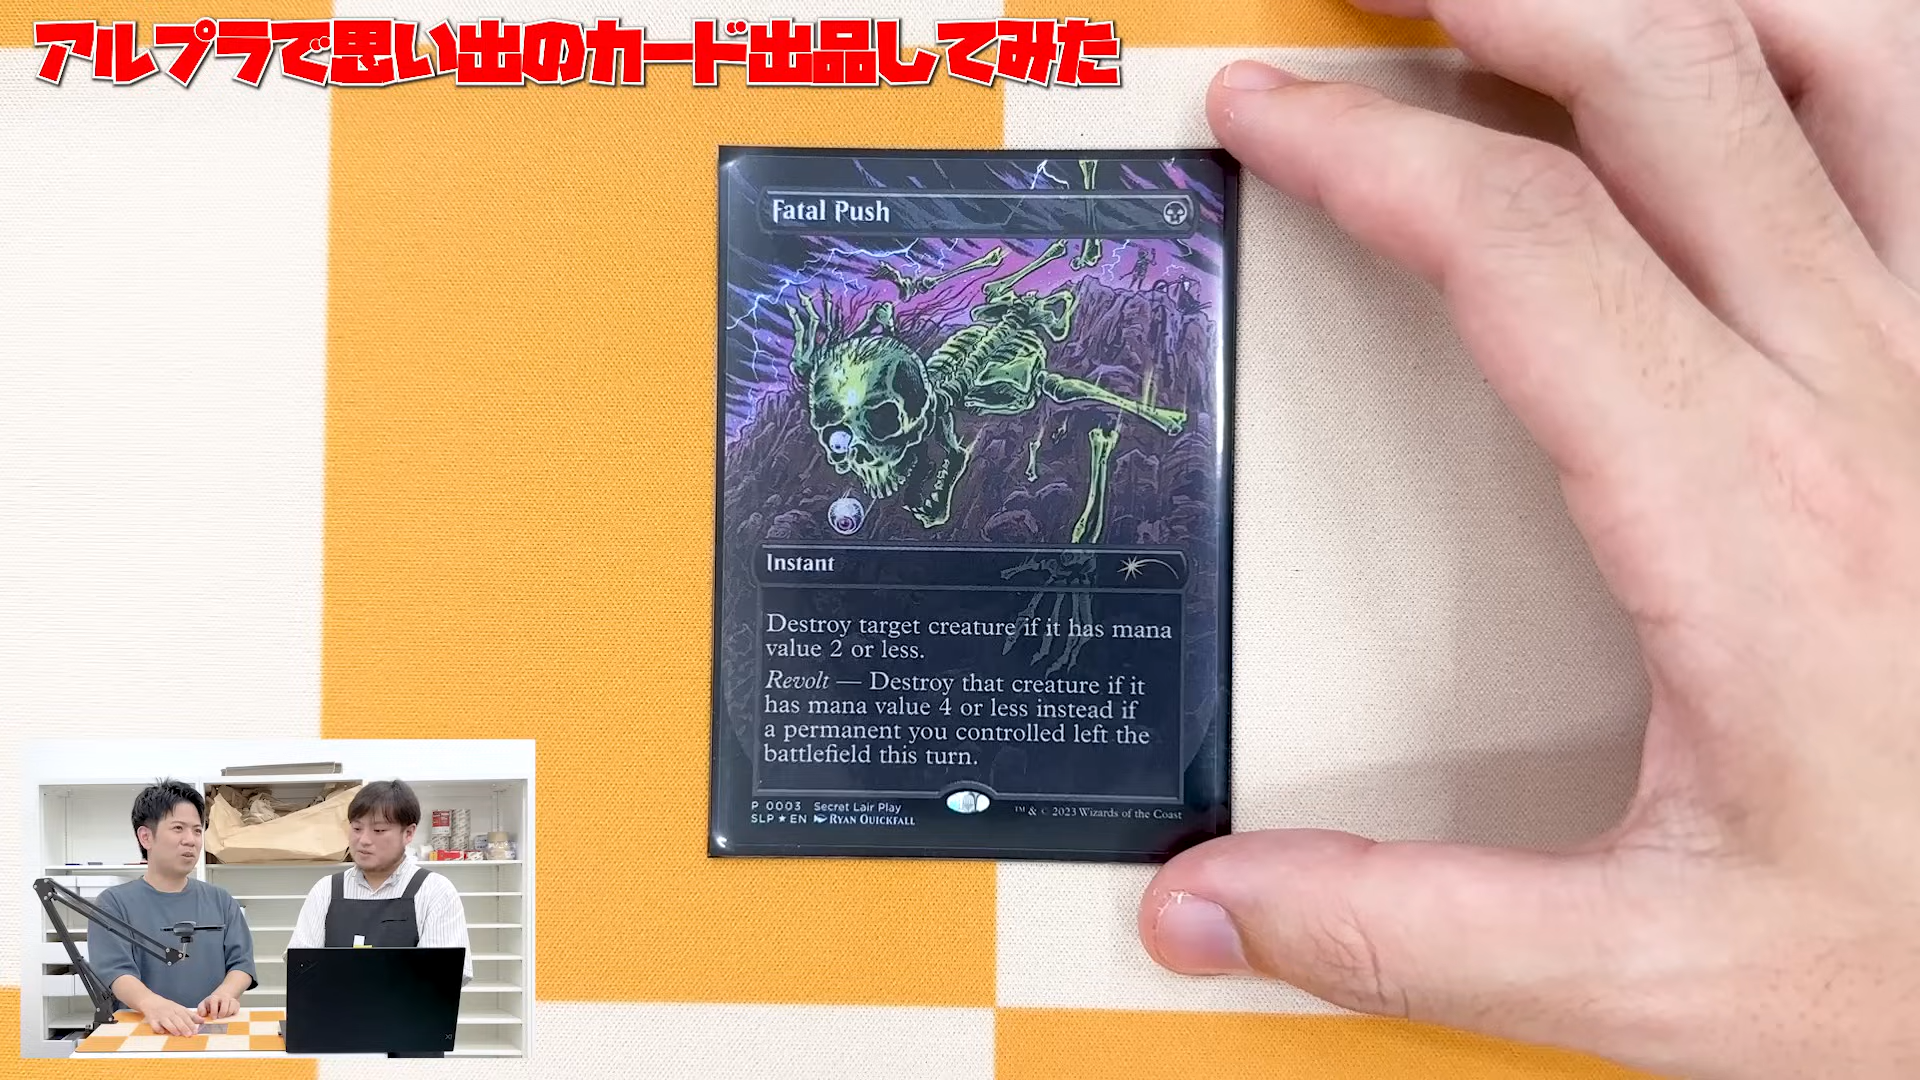 アルプラで思い出のカード出品してみた
Fatal Push
Instant
Destroy target creature if it has mana
value 2 or less.
Revolt — Destroy that creature if it
has mana value 4 or less instead if
a permanent you controlled left the
battlefield this turn.
P 0003 Secret Lair Play
SLP ★ EN RYAN QUICKFALL
™ & © 2023 Wizards of the Coast